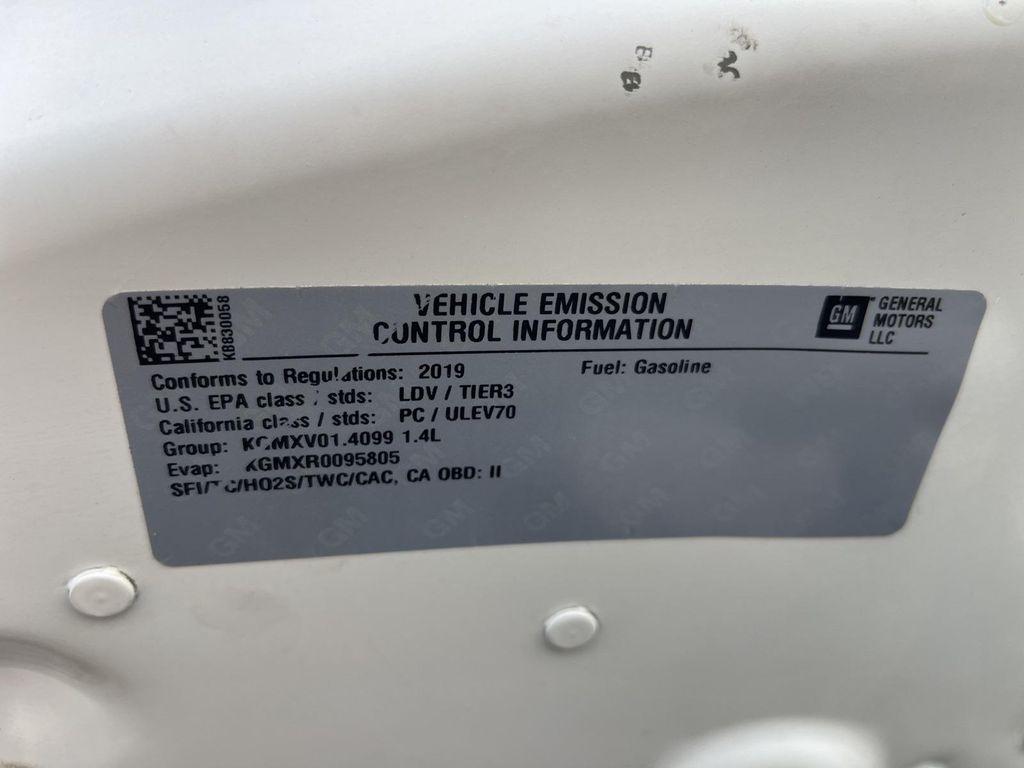 KB830058
VEHICLE EMISSION
CONTROL INFORMATION
GM
GENERAL
MOTORS
LLC
Conforms to Regulations: 2019
Fuel: Gasoline
U.S. EPA class / stds: LDV / TIER3
California class / stds: PC / ULEV70
Group: KGMXV01.4099 1.4L
Evap: KGMXR0095805
SFI/TC/HO2S/TWC/CAC, CA OBD: II